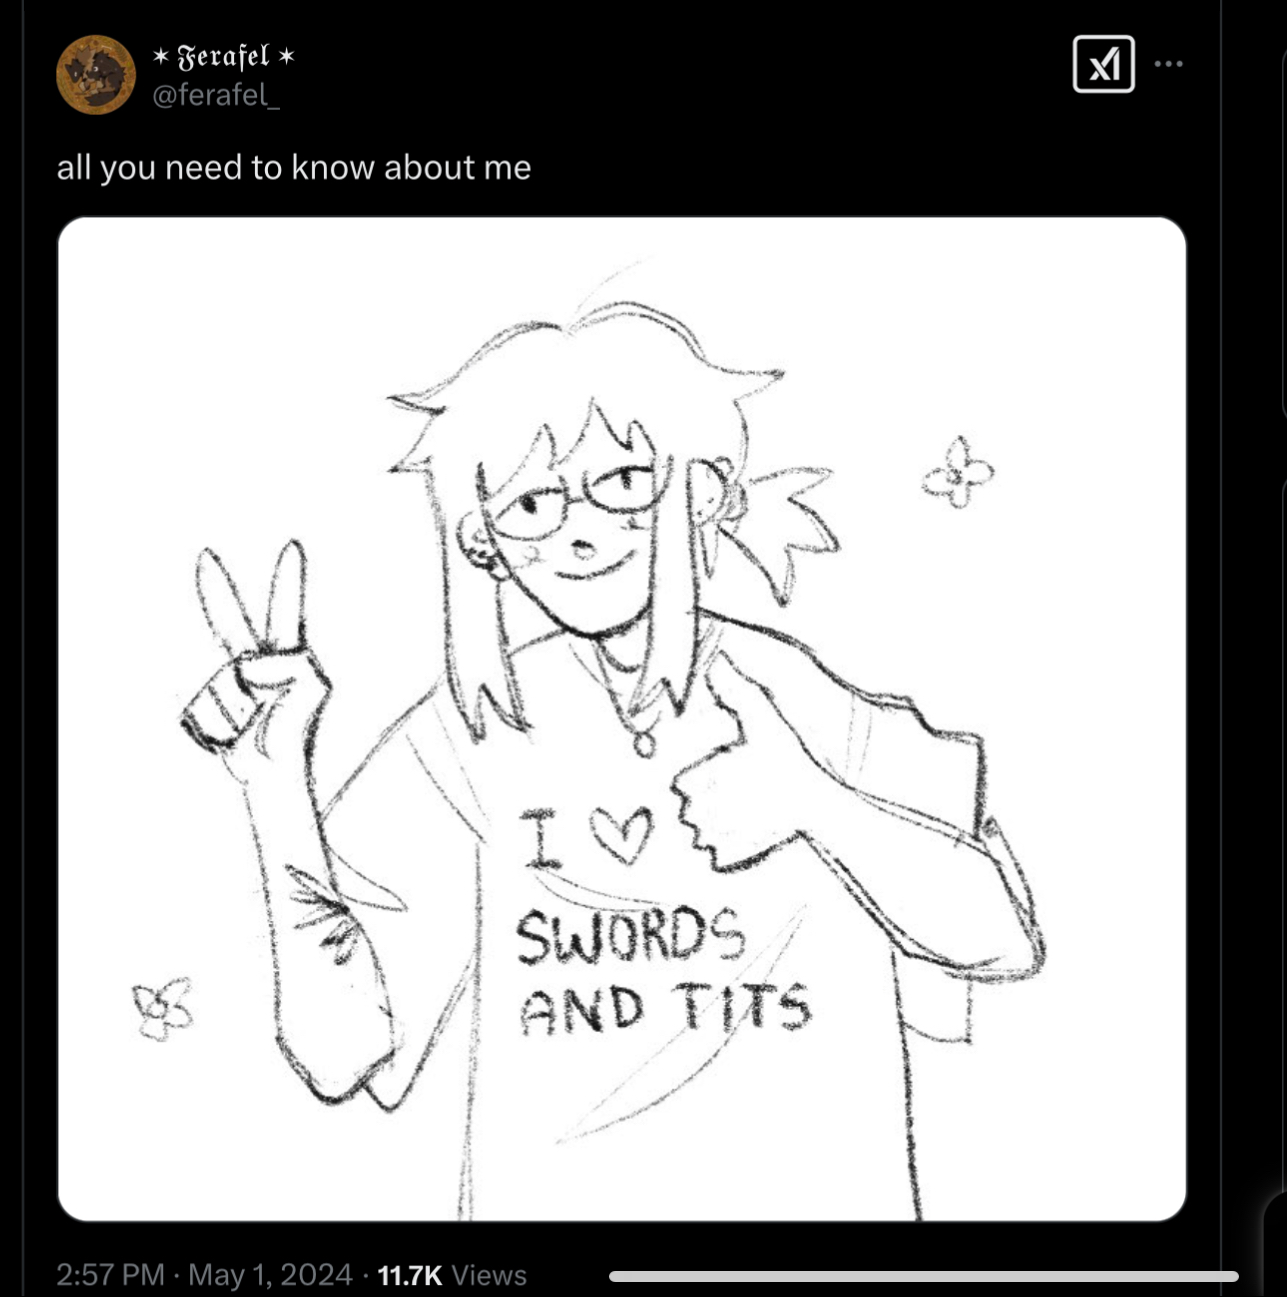 ✶ 𝕱𝖊𝖗𝖆𝖋𝖊𝖑 ✶
@ferafel_
all you need to know about me
I ♡
SWORDS
AND TITS
2:57 PM · May 1, 2024 · 11.7K Views